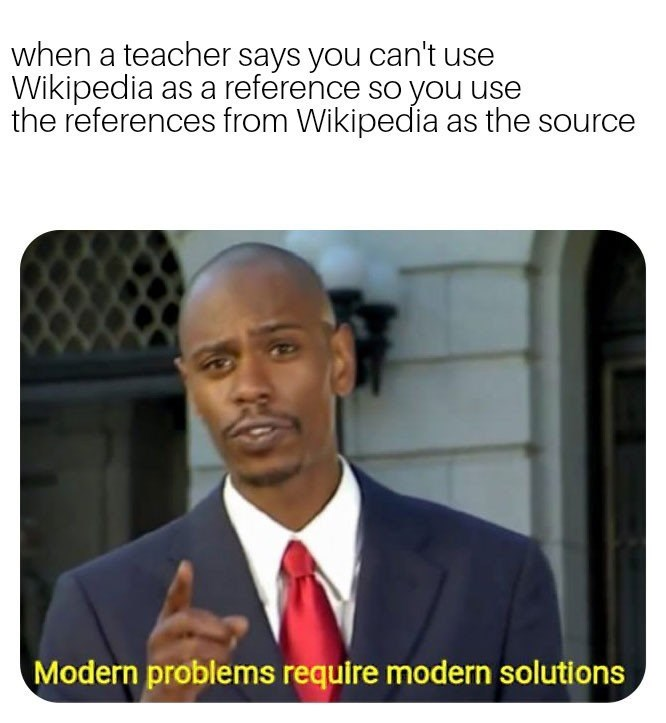 when a teacher says you can't use
Wikipedia as a reference so you use
the references from Wikipedia as the source
Modern problems require modern solutions